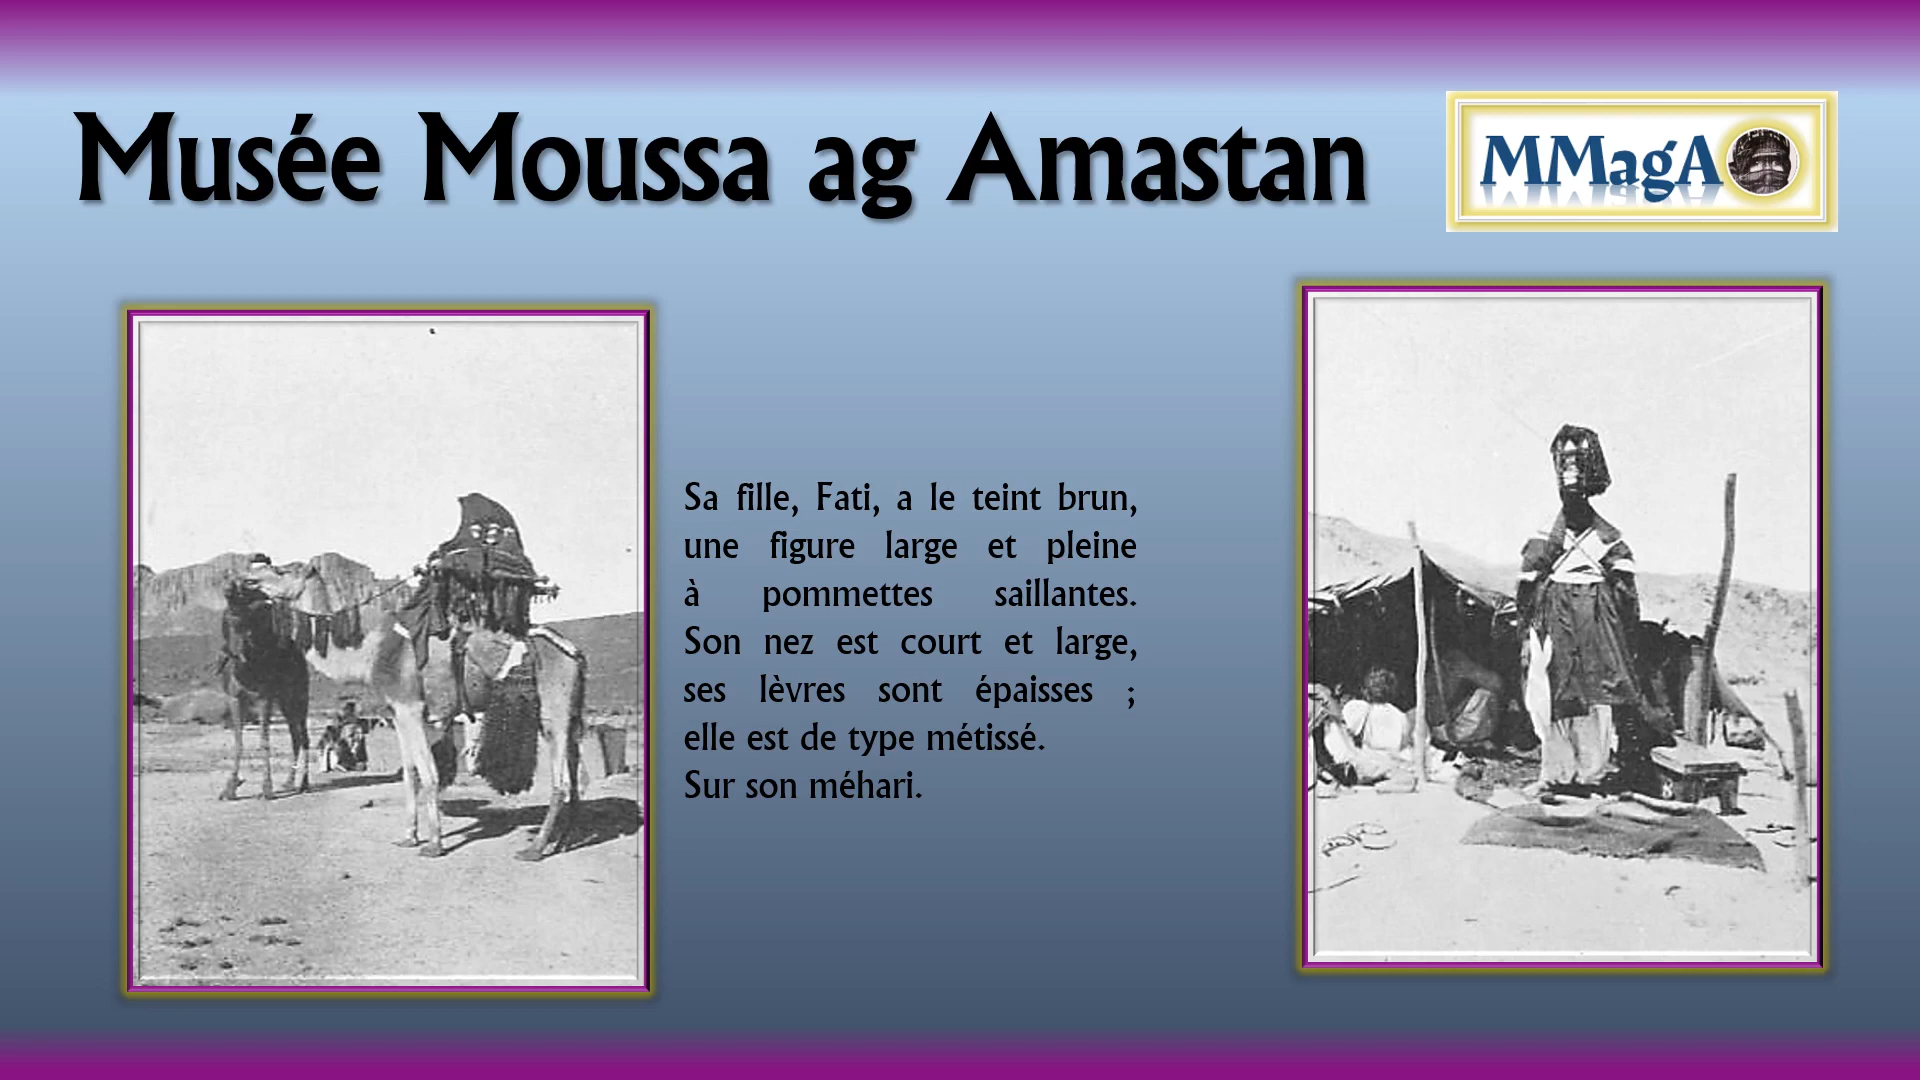 Musée Moussa ag Amastan
MMagA
Sa fille, Fati, a le teint brun,
une figure large et pleine
à pommettes saillantes.
Son nez est court et large,
ses lèvres sont épaisses ;
elle est de type métissé.
Sur son méhari.